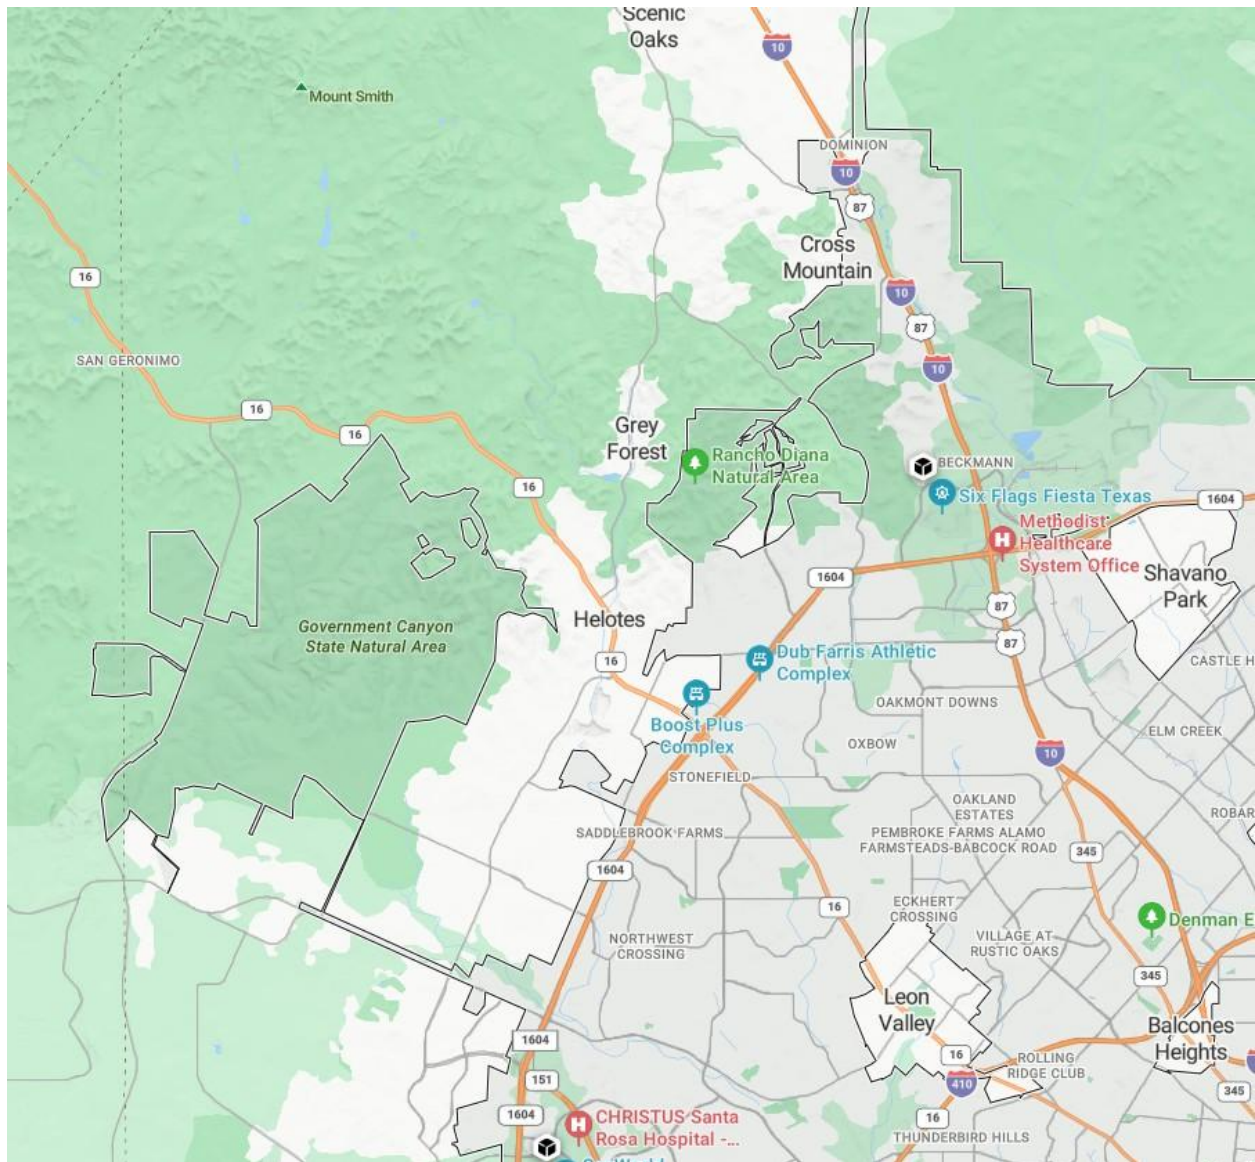 Scenic
Oaks
10
Mount Smith
DOMINION
10
87
Cross
Mountain
16
10
87
SAN GERONIMO
10
16
16
Grey
Forest
Rancho Diana
Natural Area
BECKMANN
16
Six Flags Fiesta Texas
1604
Methodist
Healthcare
System Office
1604
Shavano
Park
87
Helotes
Government Canyon
State Natural Area
87
16
Dub Farris Athletic
Complex
CASTLE H
OAKMONT DOWNS
Boost Plus
Complex
ELM CREEK
OXBOW
10
STONEFIELD
OAKLAND
ESTATES
ROBAR
SADDLEBROOK FARMS
PEMBROKE FARMS ALAMO
FARMSTEADS-BABCOCK ROAD
345
1604
16
ECKHERT
CROSSING
Denman E
NORTHWEST
CROSSING
VILLAGE AT
RUSTIC OAKS
345
Leon
Valley
Balcones
Heights
1604
16
ROLLING
RIDGE CLUB
151
410
345
1604
CHRISTUS Santa
Rosa Hospital -...
16
THUNDERBIRD HILLS